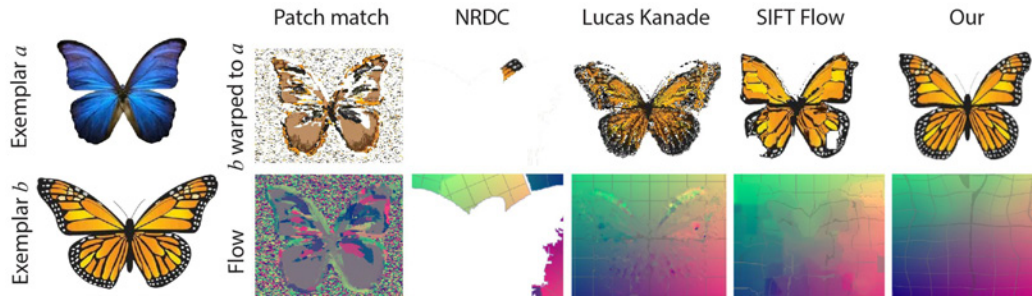 Patch match
NRDC
Lucas Kanade
SIFT Flow
Our
Exemplar a
b warped to a
Exemplar b
Flow